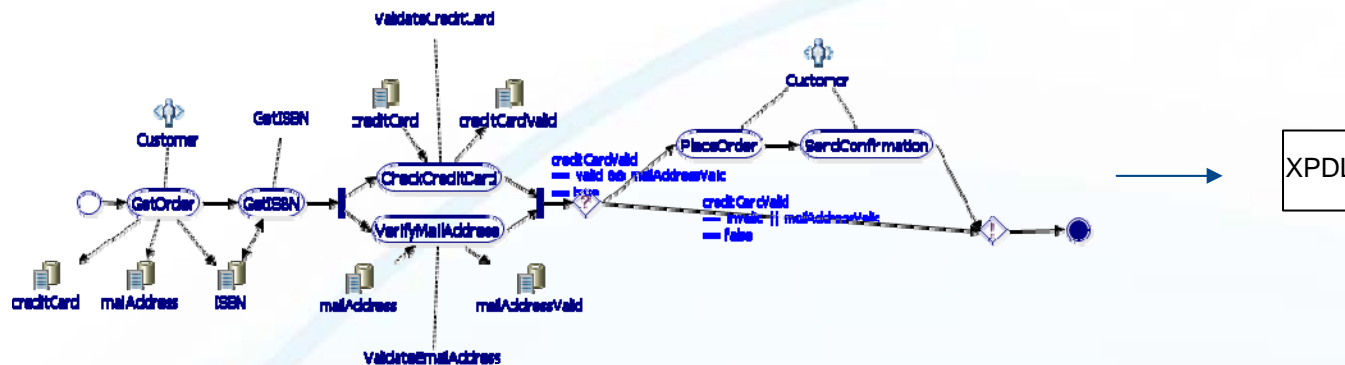 ValidateCreditCard
Customer
creditCard
creditCardValid
GetISBN
Customer
PlaceOrder
SendConfirmation
creditCardValid
== valid && mailAddressValid
== true
CheckCreditCard
XPDL
GetOrder
GetISBN
?
creditCardValid
== invalid || mailAddressValid
== false
VerifyMailAddress
!
creditCard
mailAddress
ISBN
mailAddress
mailAddressValid
ValidateEmailAddress